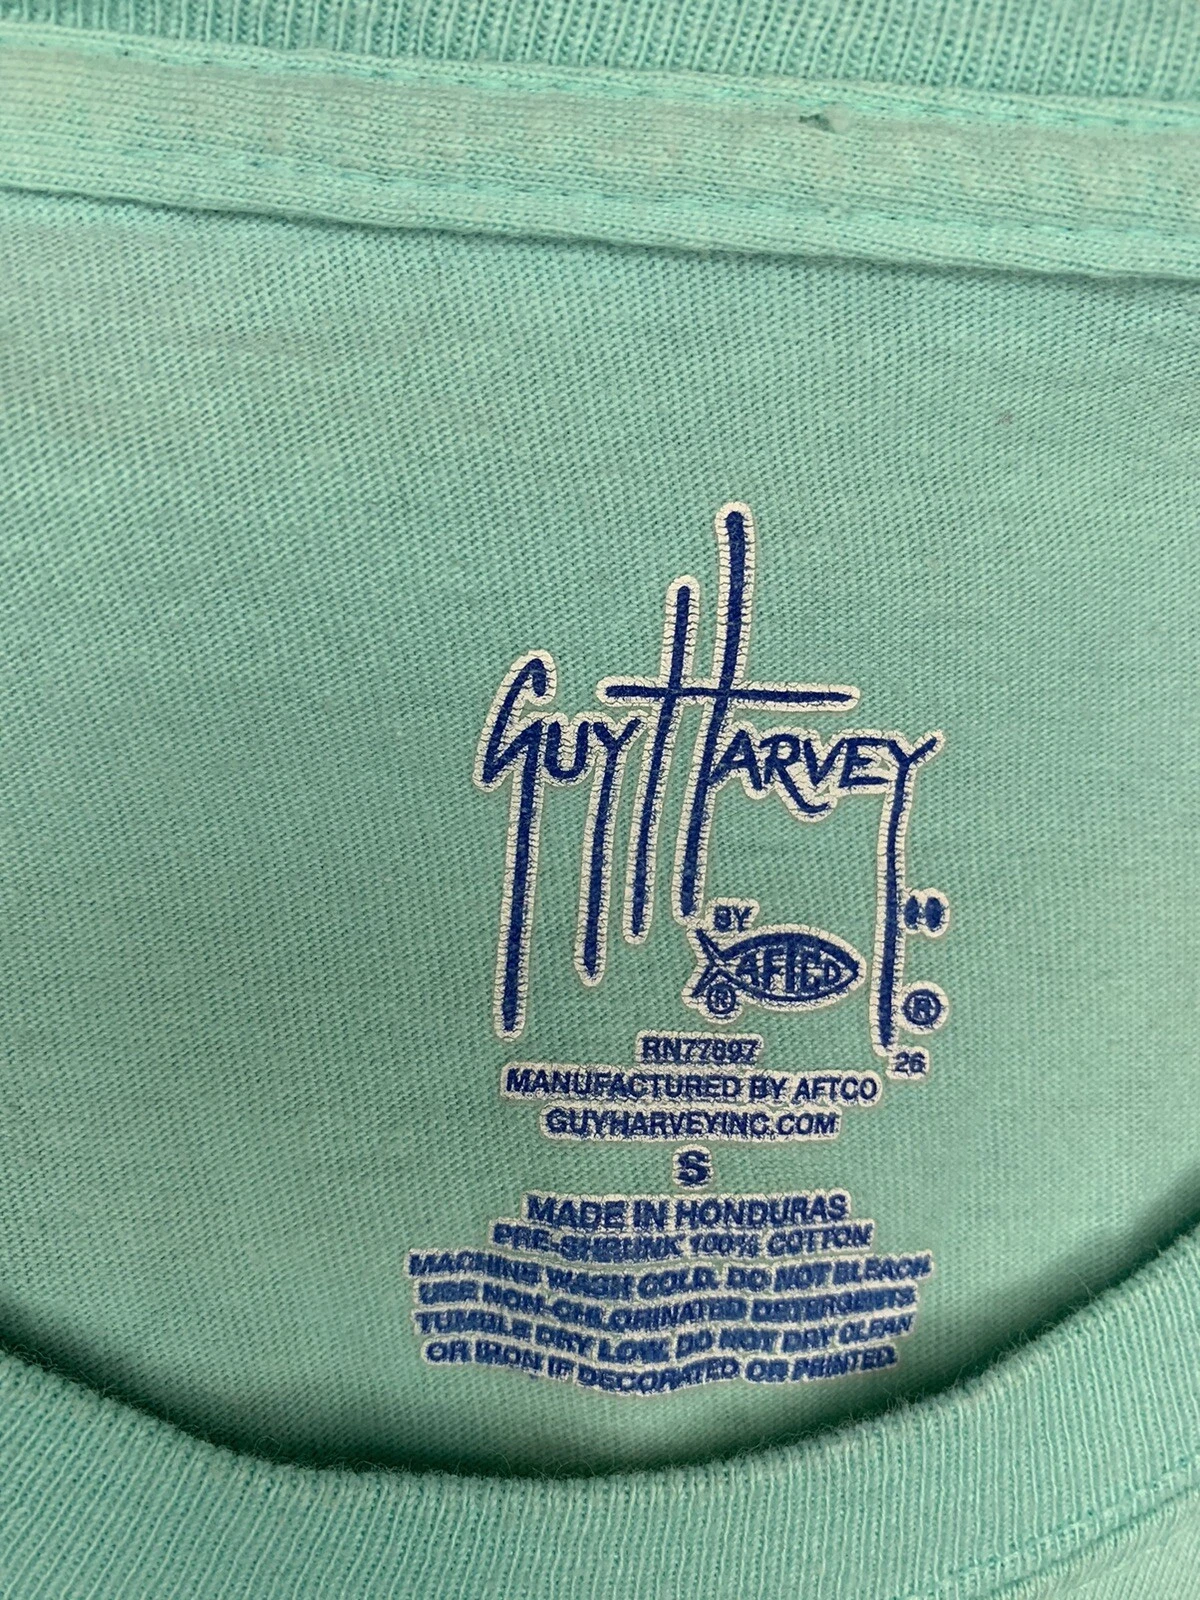 GUY HARVEY
BY
AFTCO
®
®
RN77897
26
MANUFACTURED BY AFTCO
GUYHARVEYINC.COM
S
MADE IN HONDURAS
PRE-SHRUNK 100% COTTON
MACHINE WASH COLD. DO NOT BLEACH
USE NON-CHLORINATED DETERGENTS
TUMBLE DRY LOW. DO NOT DRY CLEAN
OR IRON IF DECORATED OR PRINTED.